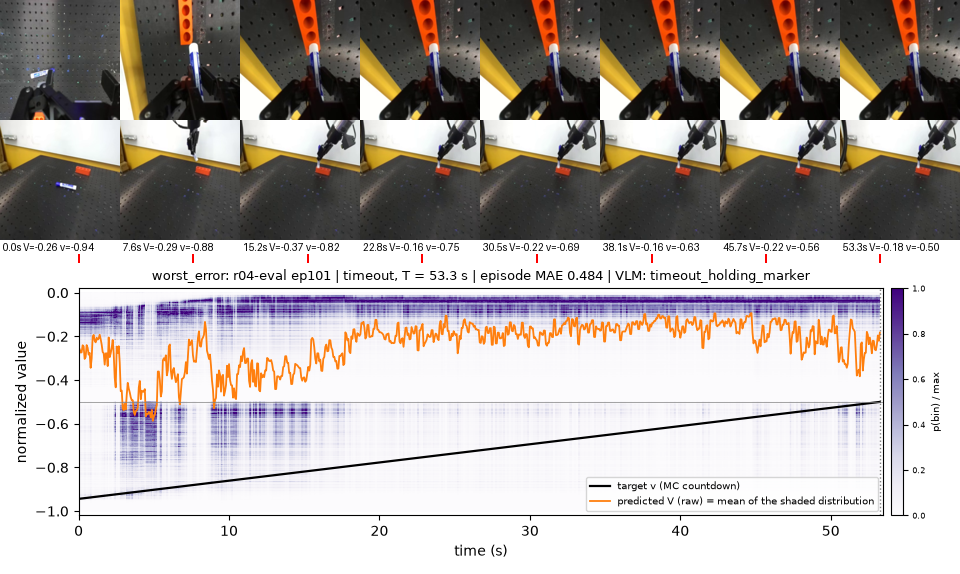 0.0s V=-0.26 v=-0.94
7.6s V=-0.29 v=-0.88
15.2s V=-0.37 v=-0.82
22.8s V=-0.16 v=-0.75
30.5s V=-0.22 v=-0.69
38.1s V=-0.16 v=-0.63
45.7s V=-0.22 v=-0.56
53.3s V=-0.18 v=-0.50
worst_error: r04-eval ep101 | timeout, T = 53.3 s | episode MAE 0.484 | VLM: timeout_holding_marker
normalized value
0.0
−0.2
−0.4
−0.6
−0.8
−1.0
target v (MC countdown)
predicted V (raw) = mean of the shaded distribution
0
10
20
30
40
50
time (s)
1.0
0.8
0.6
0.4
0.2
0.0
p(bin) / max